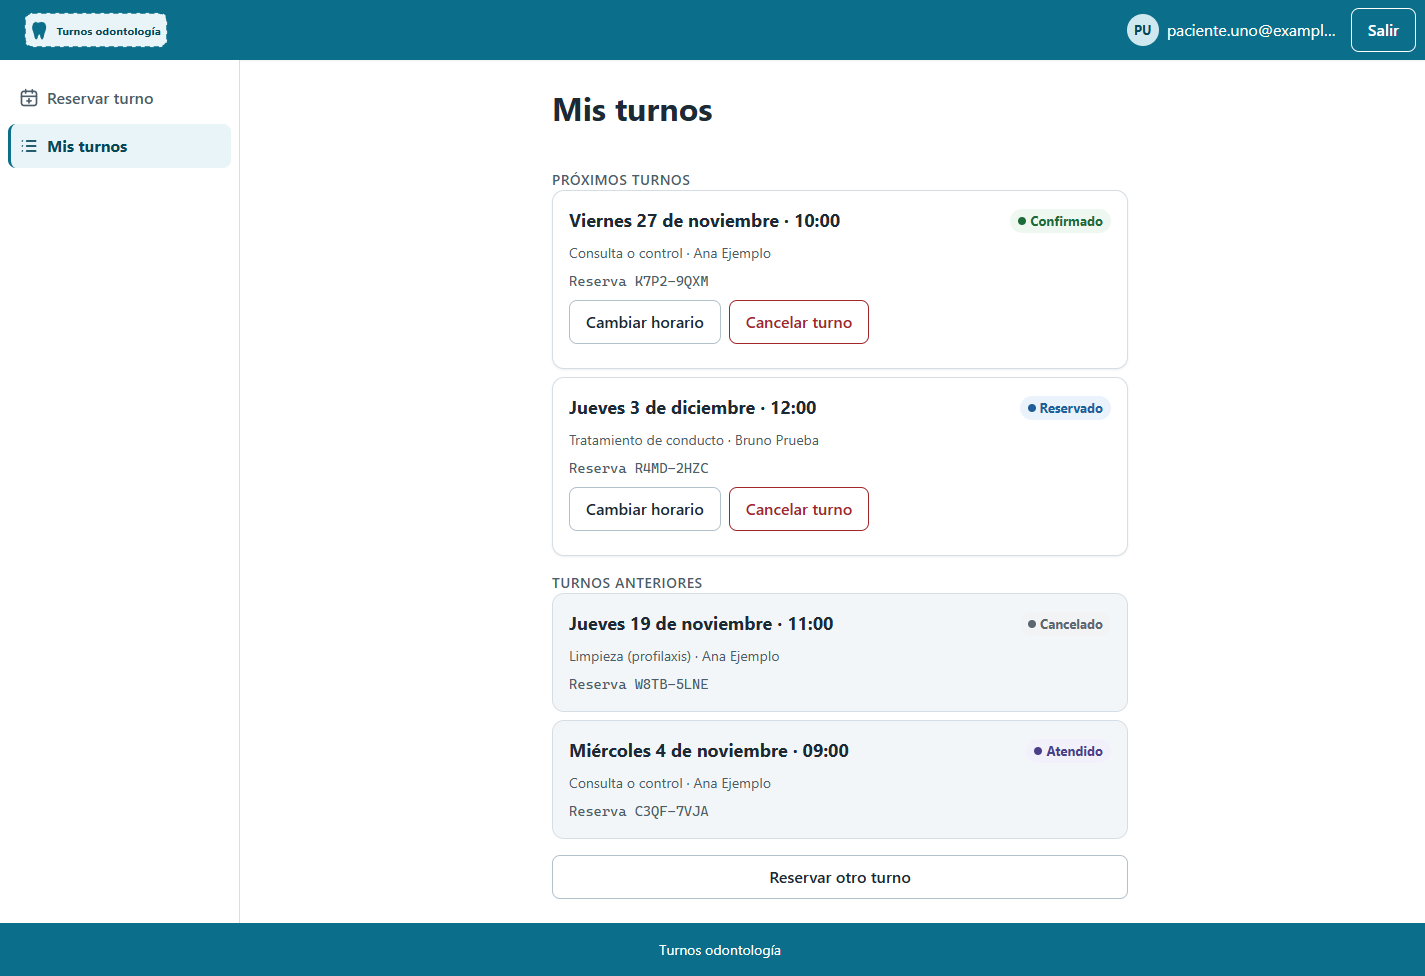 Turnos odontología
PU
paciente.uno@exampl...
Salir
Reservar turno
Mis turnos
Mis turnos
PRÓXIMOS TURNOS
Viernes 27 de noviembre · 10:00
Confirmado
Consulta o control · Ana Ejemplo
Reserva K7P2-9QXM
Cambiar horario
Cancelar turno
Jueves 3 de diciembre · 12:00
Reservado
Tratamiento de conducto · Bruno Prueba
Reserva R4MD-2HZC
Cambiar horario
Cancelar turno
TURNOS ANTERIORES
Jueves 19 de noviembre · 11:00
Cancelado
Limpieza (profilaxis) · Ana Ejemplo
Reserva W8TB-5LNE
Miércoles 4 de noviembre · 09:00
Atendido
Consulta o control · Ana Ejemplo
Reserva C3QF-7VJA
Reservar otro turno
Turnos odontología